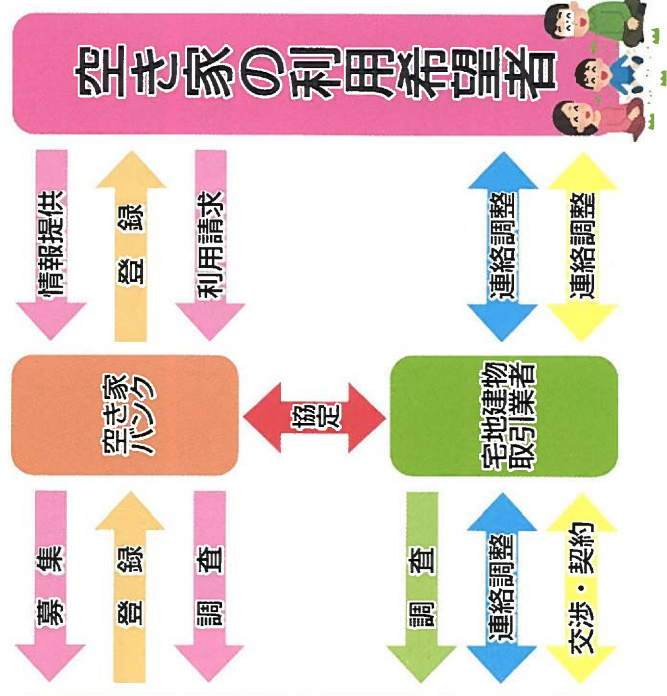 空き家の利用希望者
情報提供
登録
利用請求
連絡調整
連絡調整
空き家
バンク
協定
宅地建物
取引業者
募集
登録
調査
調査
連絡調整
交渉・契約